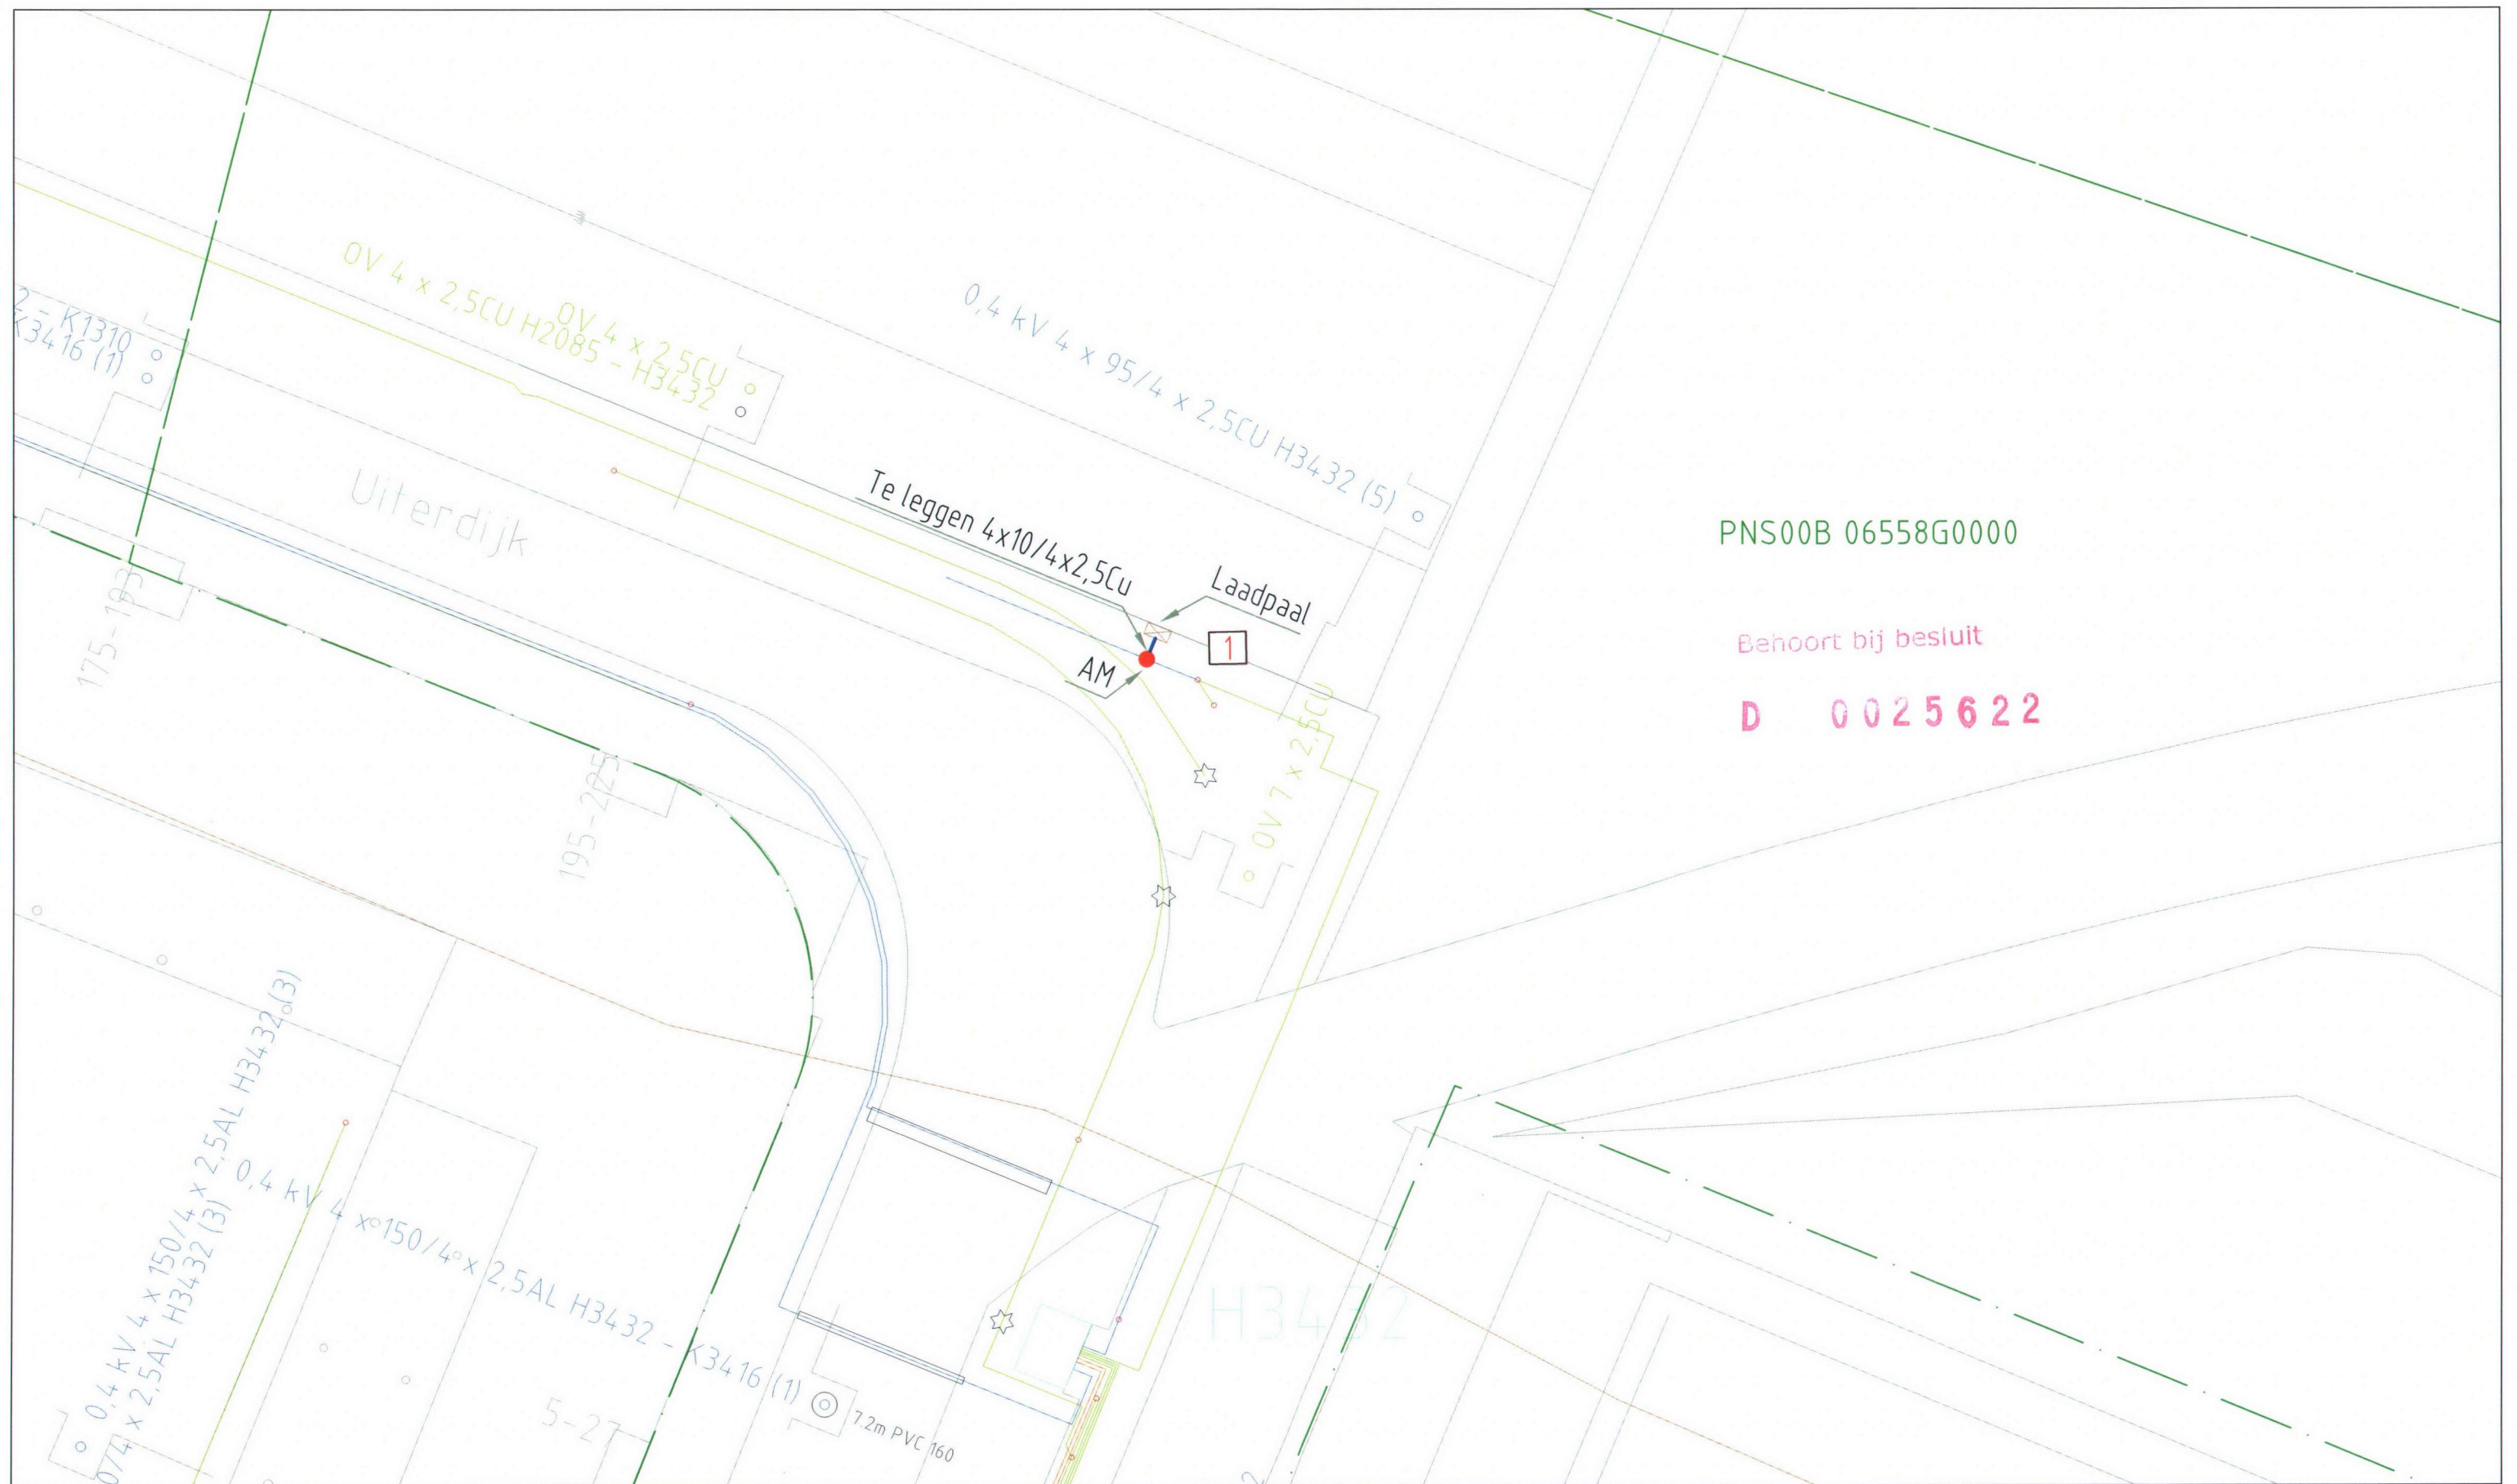 OV 4 x 2,5CU
OV 4 x 2,5CU H2085 - H3432
0,4 kV 4 x 95/4 x 2,5CU H3432 (5)
K1310
K3416 (1)
Uiterdijk
Te leggen 4x10/4x2,5Cu
Laadpaal
1
AM
PNS00B 06558G0000
Behoort bij besluit
D 0025622
175-193
195-225
OV 7 x 2,5CU
0,4 kV 4 x 150/4 x 2,5AL H3432 (3)
0/4 x 2,5AL H3432 (3)
0,4 kV 4 x 150/4 x 2,5AL H3432 - K3416 (1)
H3432
7.2m PVC 160
5-27